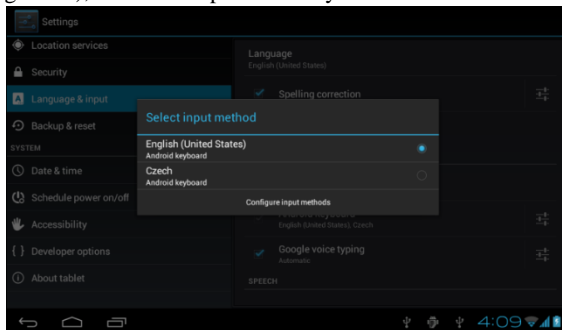 Settings
Location services
Security
Language & input
Backup & reset
SYSTEM
Date & time
Schedule power on/off
Accessibility
{ } Developer options
About tablet
Language
English (United States)
Spelling correction
Select input method
English (United States)
Android keyboard
Czech
Android keyboard
Configure input methods
English (United States), Czech
Google voice typing
Automatic
SPEECH
4:09